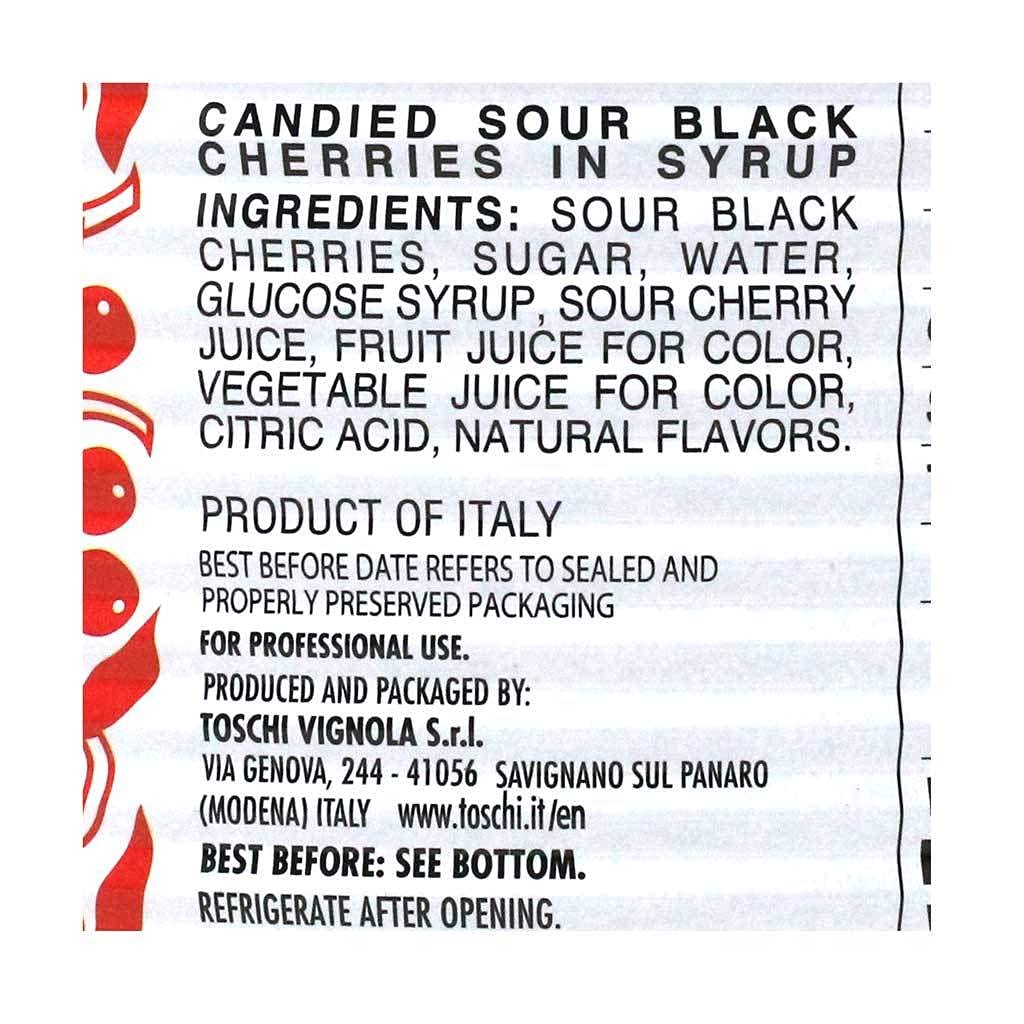 CANDIED SOUR BLACK
CHERRIES IN SYRUP
INGREDIENTS: SOUR BLACK
CHERRIES, SUGAR, WATER,
GLUCOSE SYRUP, SOUR CHERRY
JUICE, FRUIT JUICE FOR COLOR,
VEGETABLE JUICE FOR COLOR,
CITRIC ACID, NATURAL FLAVORS.
PRODUCT OF ITALY
BEST BEFORE DATE REFERS TO SEALED AND
PROPERLY PRESERVED PACKAGING
FOR PROFESSIONAL USE.
PRODUCED AND PACKAGED BY:
TOSCHI VIGNOLA S.r.l.
VIA GENOVA, 244 - 41056 SAVIGNANO SUL PANARO
(MODENA) ITALY www.toschi.it/en
BEST BEFORE: SEE BOTTOM.
REFRIGERATE AFTER OPENING.